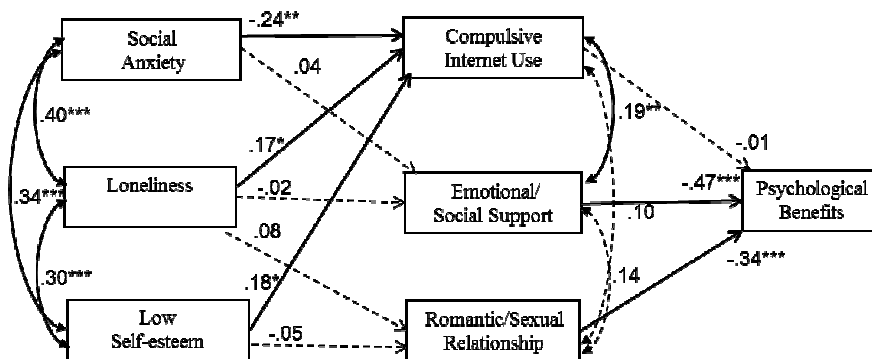 -.24**
Social
Anxiety
Compulsive
Internet Use
.04
.40***
.19**
.17*
-.01
Loneliness
-.02
Emotional/
Social Support
-.47***
Psychological
Benefits
.34***
.10
.08
-.34***
.30***
.18*
.14
Low
Self-esteem
-.05
Romantic/Sexual
Relationship